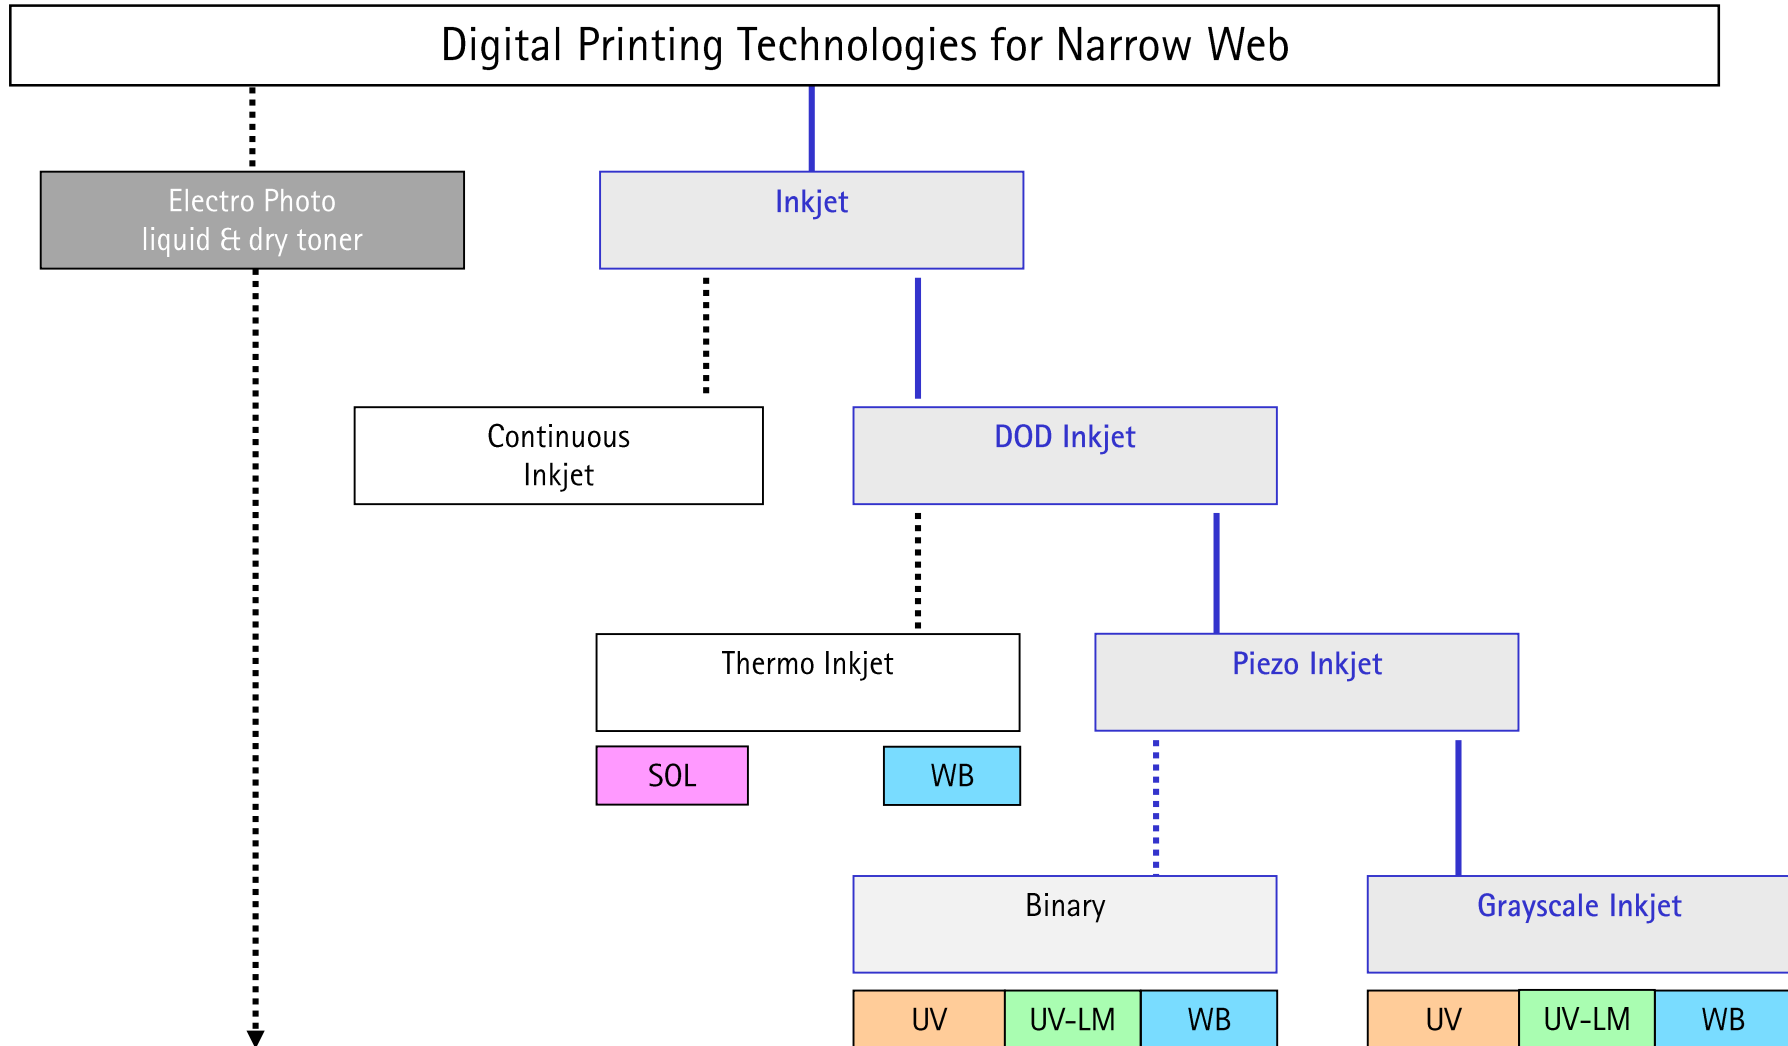 Digital Printing Technologies for Narrow Web
Electro Photo
liquid & dry toner
Inkjet
Continuous
Inkjet
DOD Inkjet
Thermo Inkjet
Piezo Inkjet
SOL
WB
Binary
Grayscale Inkjet
UV
UV-LM
WB
UV
UV-LM
WB